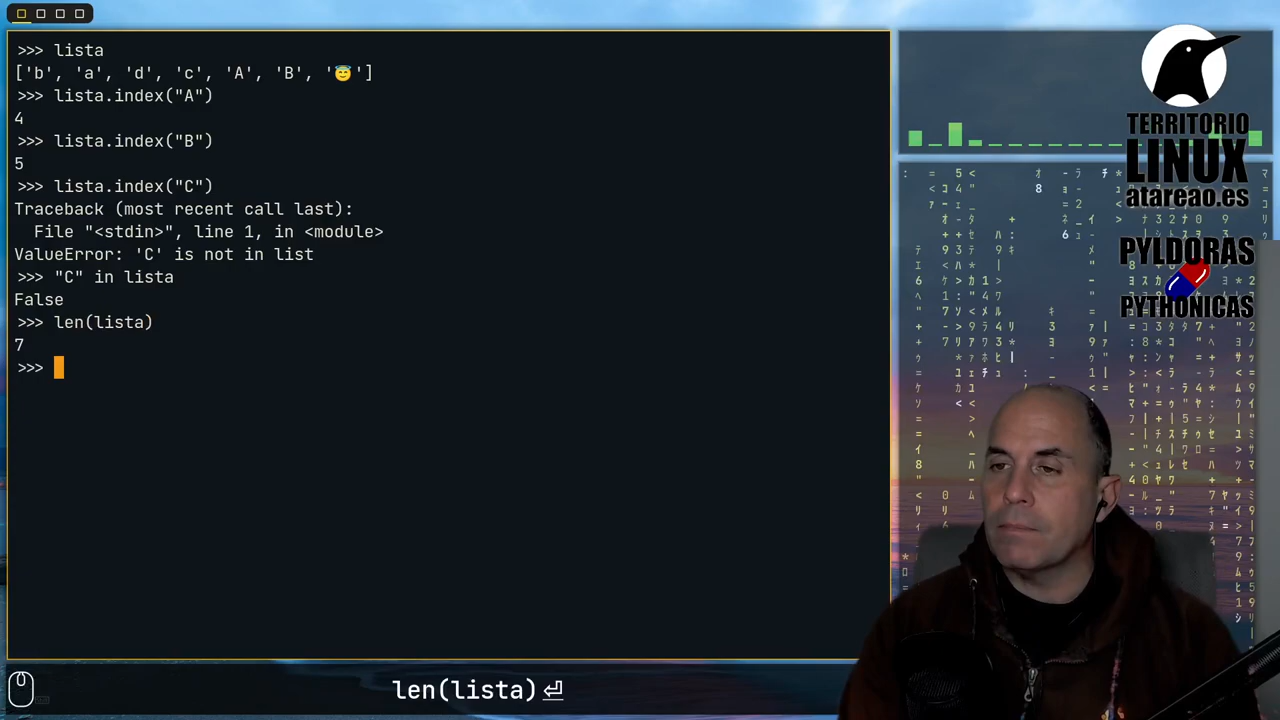 >>> lista
['b', 'a', 'd', 'c', 'A', 'B', '😇']
>>> lista.index("A")
4
>>> lista.index("B")
5
>>> lista.index("C")
Traceback (most recent call last):
  File "<stdin>", line 1, in <module>
ValueError: 'C' is not in list
>>> "C" in lista
False
>>> len(lista)
7
>>>
len(lista)⏎
TERRITORIO
LINUX
atareao.es
PYLDORAS
PYTHONICAS